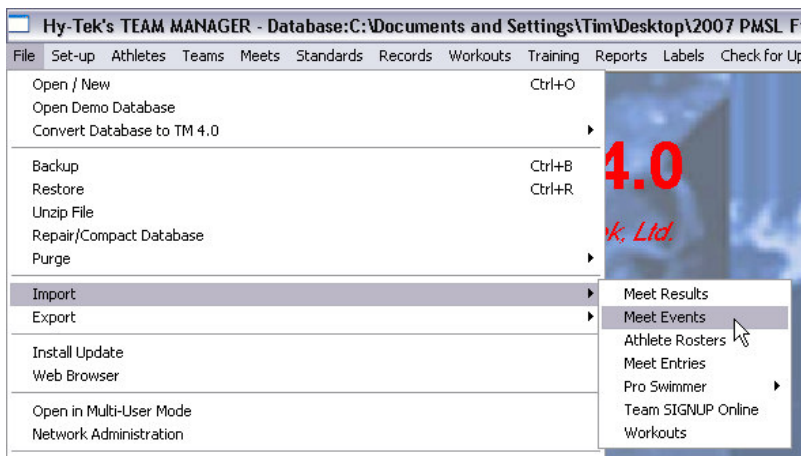 Hy-Tek's TEAM MANAGER - Database:C:\Documents and Settings\Tim\Desktop\2007 PMSL
File Set-up Athletes Teams Meets Standards Records Workouts Training Reports Labels Check for
Open / New Ctrl+O
Open Demo Database
Convert Database to TM 4.0
Backup Ctrl+B
Restore Ctrl+R
Unzip File
Repair/Compact Database
Purge
4.0
Ltd.
Import
Export
Install Update
Web Browser
Open in Multi-User Mode
Network Administration
Meet Results
Meet Events
Athlete Rosters
Meet Entries
Pro Swimmer
Team SIGNUP Online
Workouts